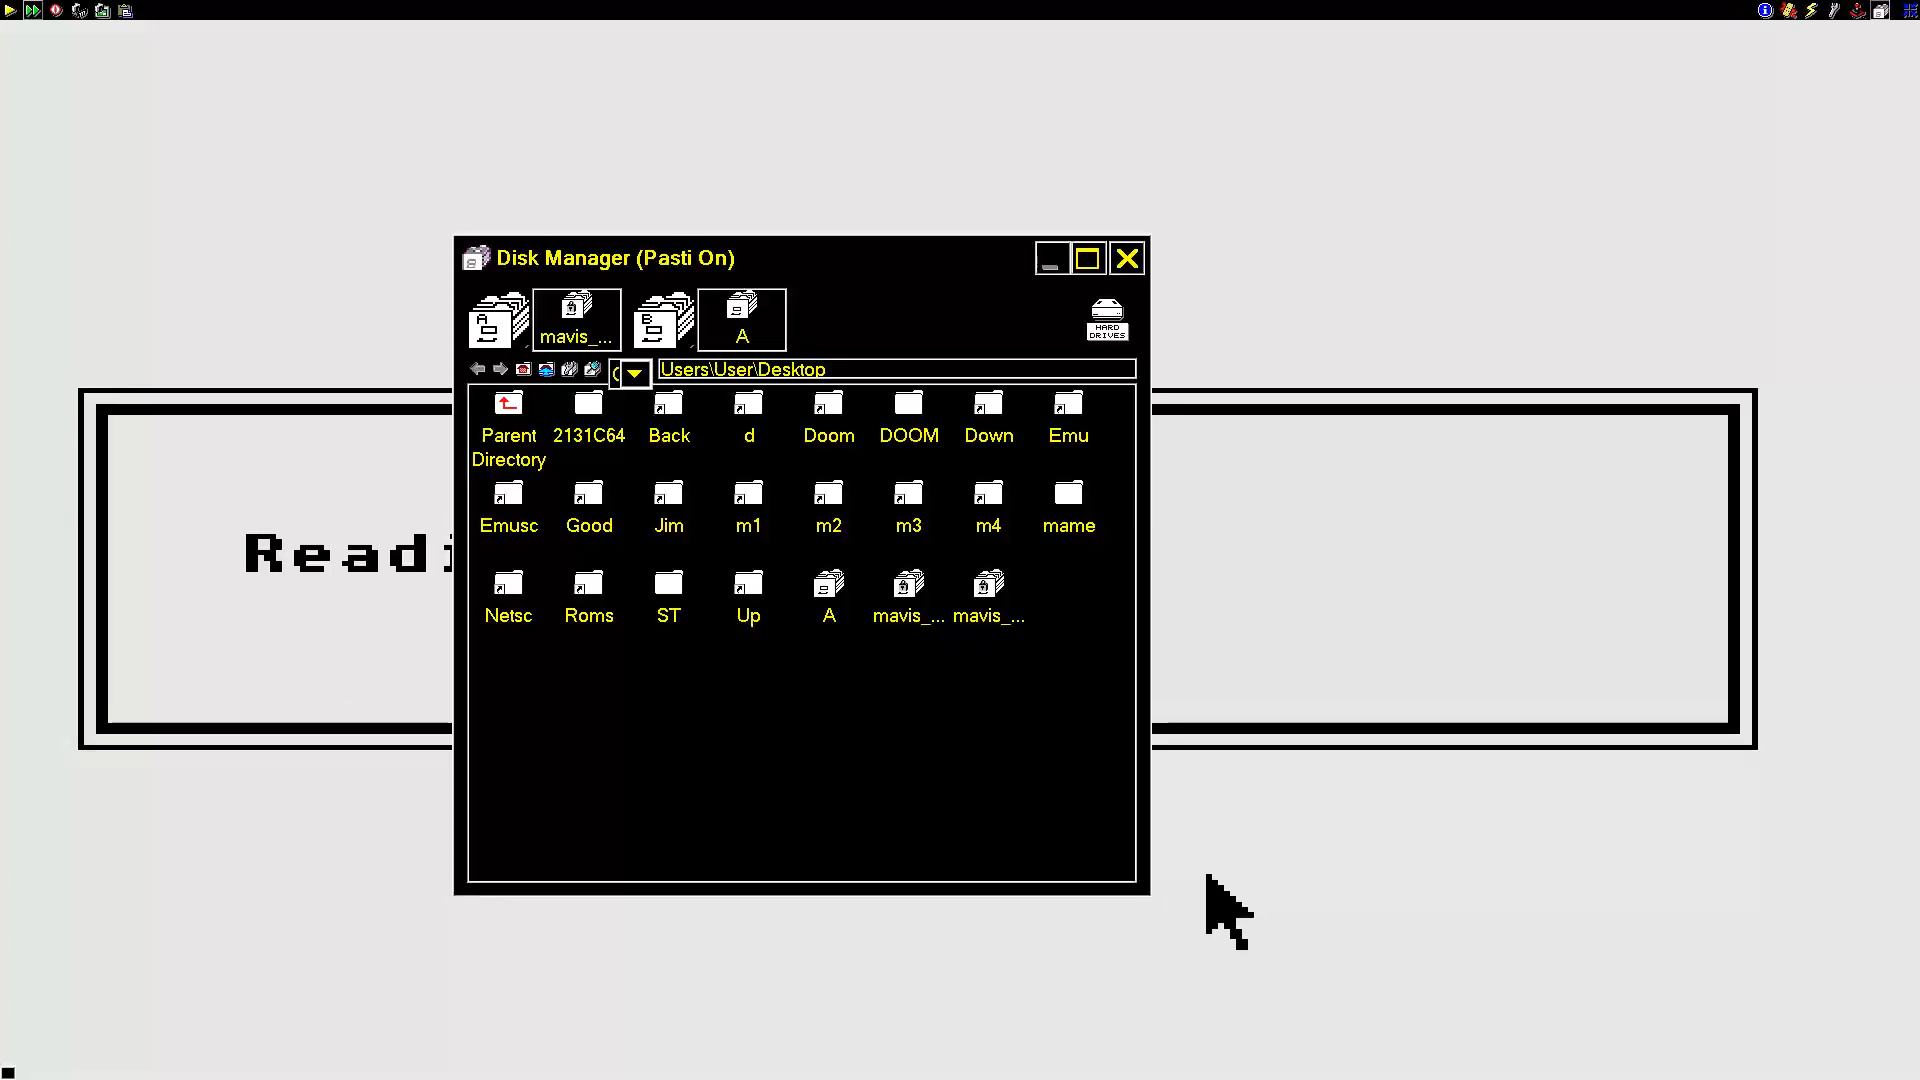 Disk Manager (Pasti On)
A
mavis_...
B
A
HARD
DRIVES
Users\User\Desktop
Parent
Directory
2131C64
Back
d
Doom
DOOM
Down
Emu
Emusc
Good
Jim
m1
m2
m3
m4
mame
Readi
Netsc
Roms
ST
Up
A
mavis_...
mavis_...